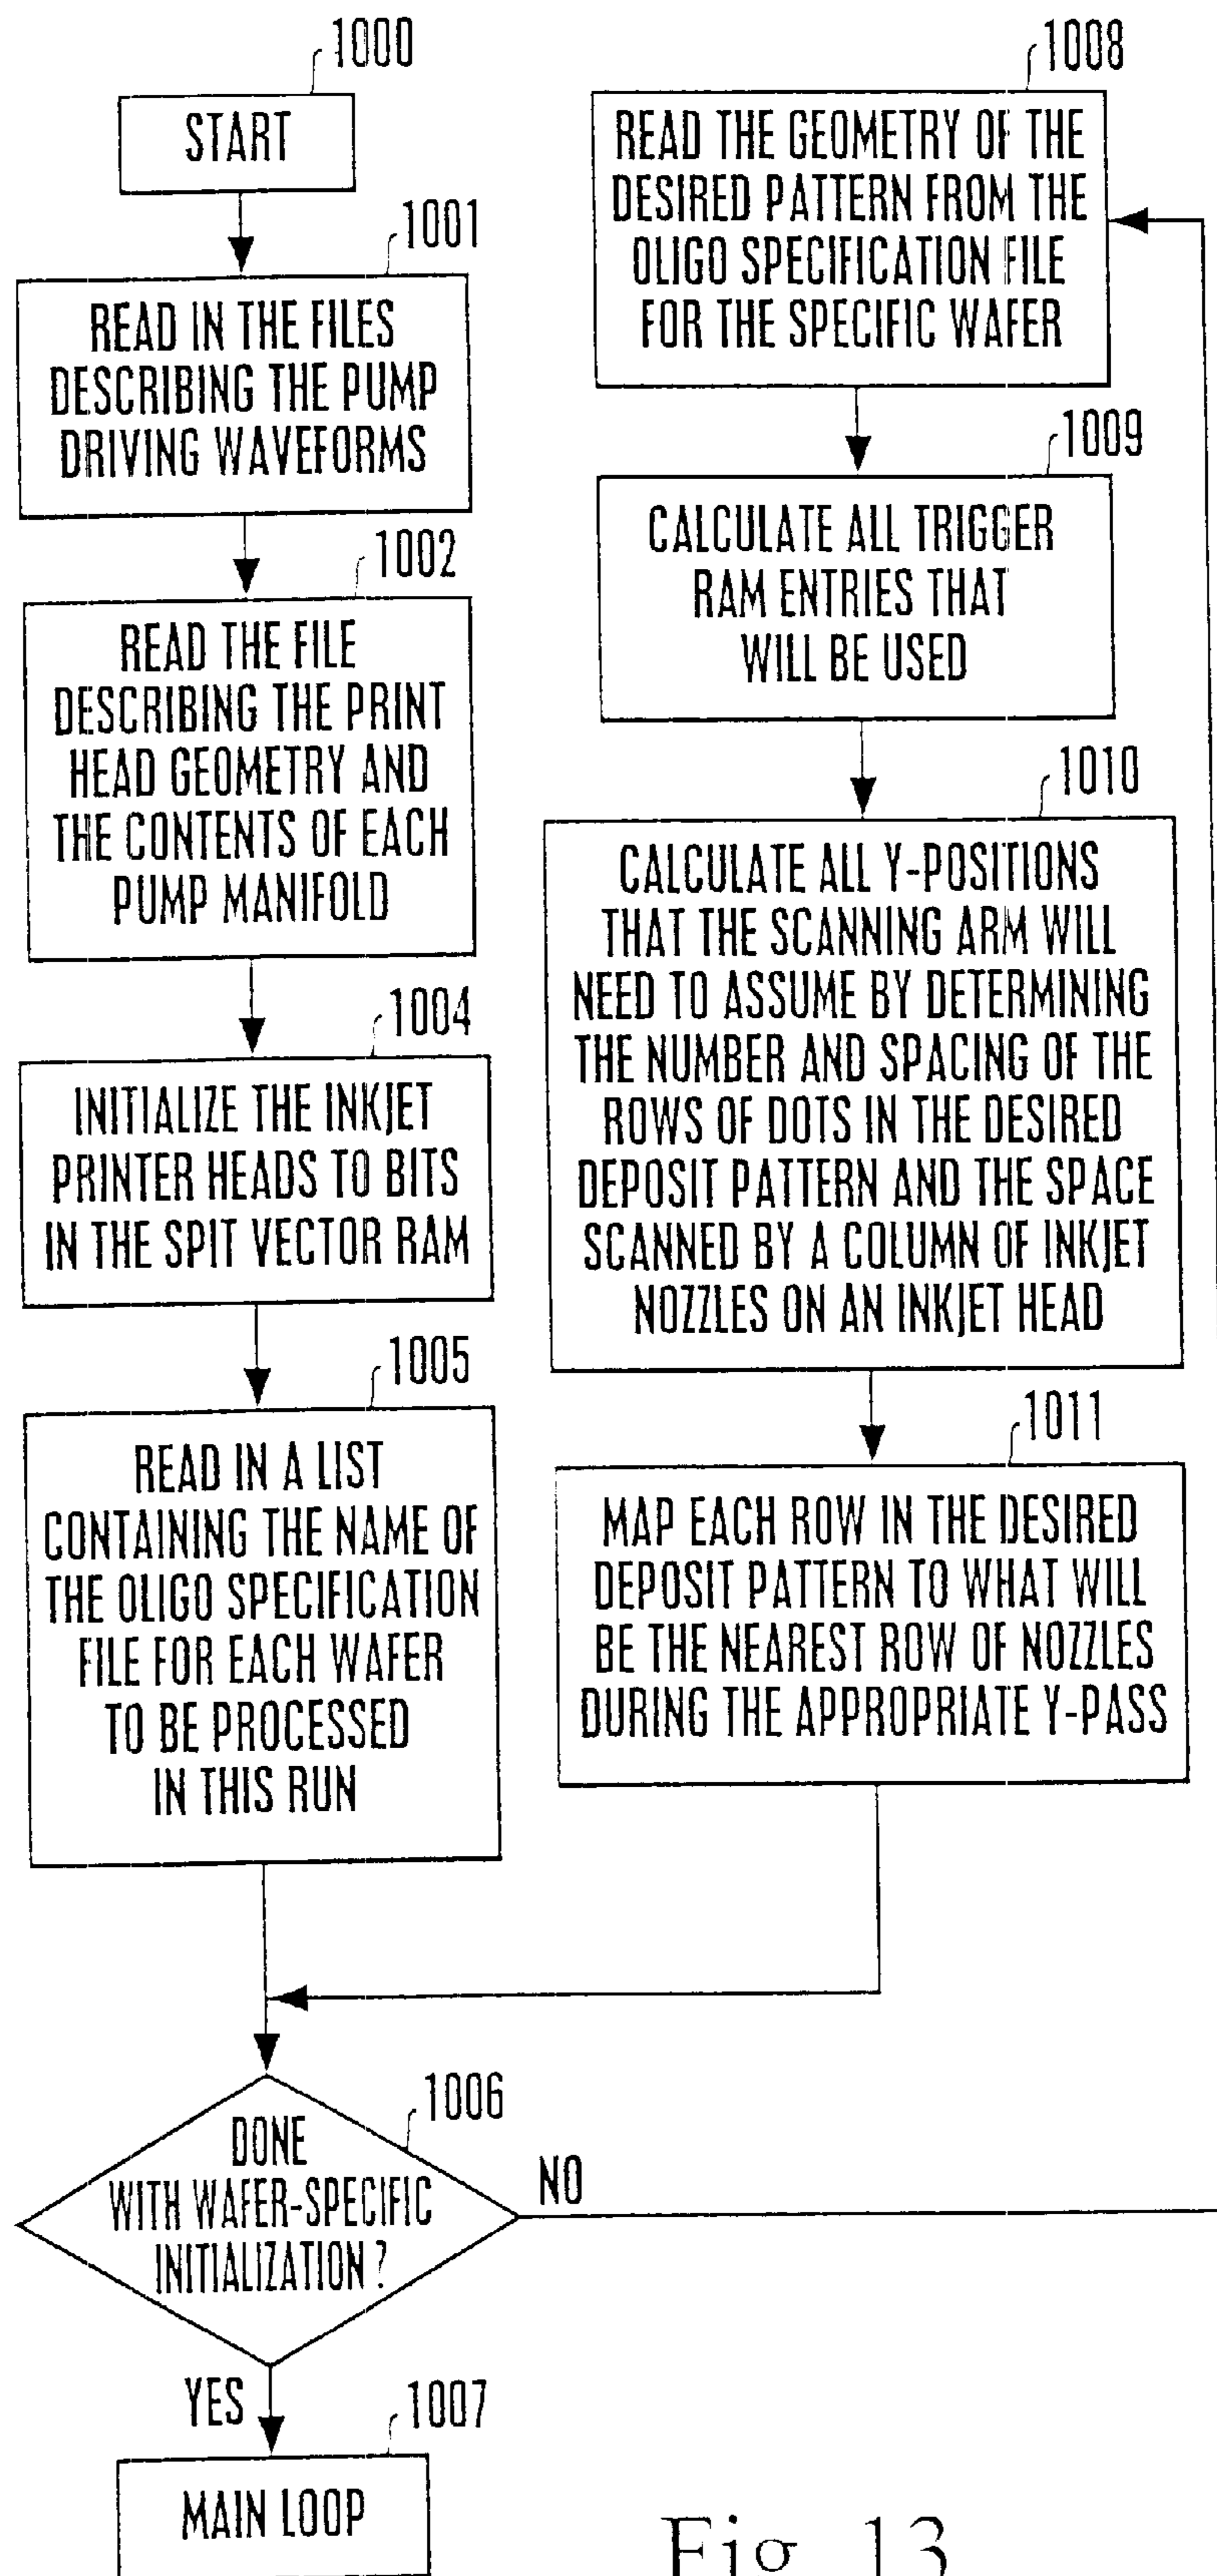 1000
START
1001
READ IN THE FILES
DESCRIBING THE PUMP
DRIVING WAVEFORMS
1002
READ THE FILE
DESCRIBING THE PRINT
HEAD GEOMETRY AND
THE CONTENTS OF EACH
PUMP MANIFOLD
1004
INITIALIZE THE INKJET
PRINTER HEADS TO BITS
IN THE SPIT VECTOR RAM
1005
READ IN A LIST
CONTAINING THE NAME OF
THE OLIGO SPECIFICATION
FILE FOR EACH WAFER
TO BE PROCESSED
IN THIS RUN
1006
DONE
WITH WAFER-SPECIFIC
INITIALIZATION?
NO
YES
1007
MAIN LOOP
1008
READ THE GEOMETRY OF THE
DESIRED PATTERN FROM THE
OLIGO SPECIFICATION FILE
FOR THE SPECIFIC WAFER
1009
CALCULATE ALL TRIGGER
RAM ENTRIES THAT
WILL BE USED
1010
CALCULATE ALL Y-POSITIONS
THAT THE SCANNING ARM WILL
NEED TO ASSUME BY DETERMINING
THE NUMBER AND SPACING OF THE
ROWS OF DOTS IN THE DESIRED
DEPOSIT PATTERN AND THE SPACE
SCANNED BY A COLUMN OF INKJET
NOZZLES ON AN INKJET HEAD
1011
MAP EACH ROW IN THE DESIRED
DEPOSIT PATTERN TO WHAT WILL
BE THE NEAREST ROW OF NOZZLES
DURING THE APPROPRIATE Y-PASS
Fig. 13